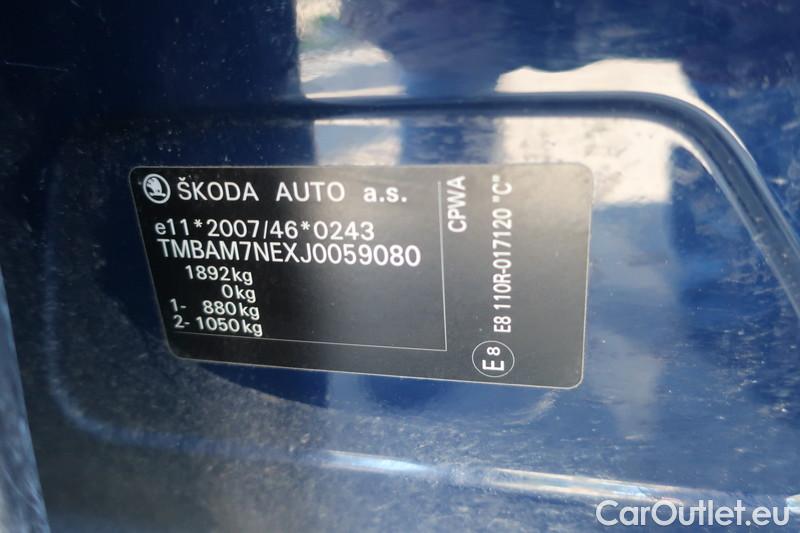 ŠKODA AUTO a.s.
e11*2007/46*0243
TMBAM7NEXJ0059080
1892kg
0kg
1- 880kg
2- 1050kg
CPWA
E8 110R-017120 "C"
E 8
CarOutlet.eu